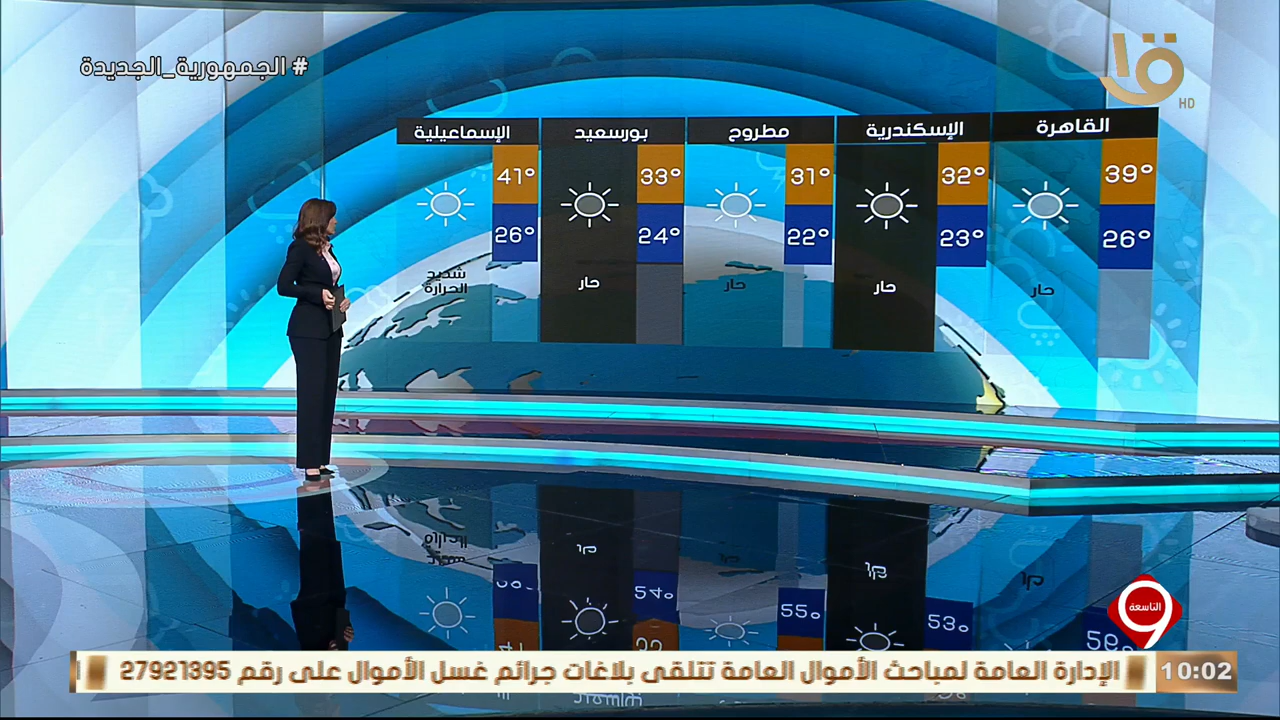 # الجمهورية_الجديدة
HD
القاهرة
39°
26°
حار
الإسكندرية
32°
23°
حار
مطروح
31°
22°
حار
بورسعيد
33°
24°
حار
الإسماعيلية
41°
26°
شديد
الحرارة
التاسعة
9
10:02
الإدارة العامة لمباحث الأموال العامة تتلقى بلاغات جرائم غسل الأموال على رقم 27921395